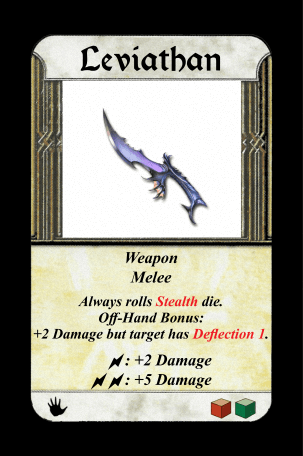 Leviathan
Weapon
Melee
Always rolls Stealth die.
Off-Hand Bonus:
+2 Damage but target has Deflection 1.
: +2 Damage
: +5 Damage